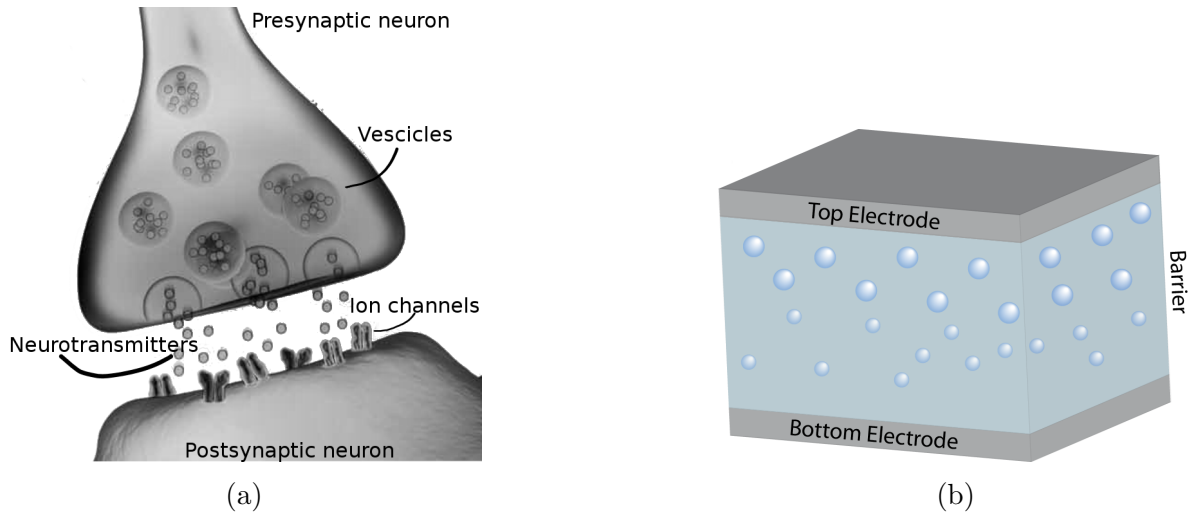 Presynaptic neuron
Vescicles
Ion channels
Neurotransmitters
Postsynaptic neuron
(a)
Top Electrode
Barrier
Bottom Electrode
(b)